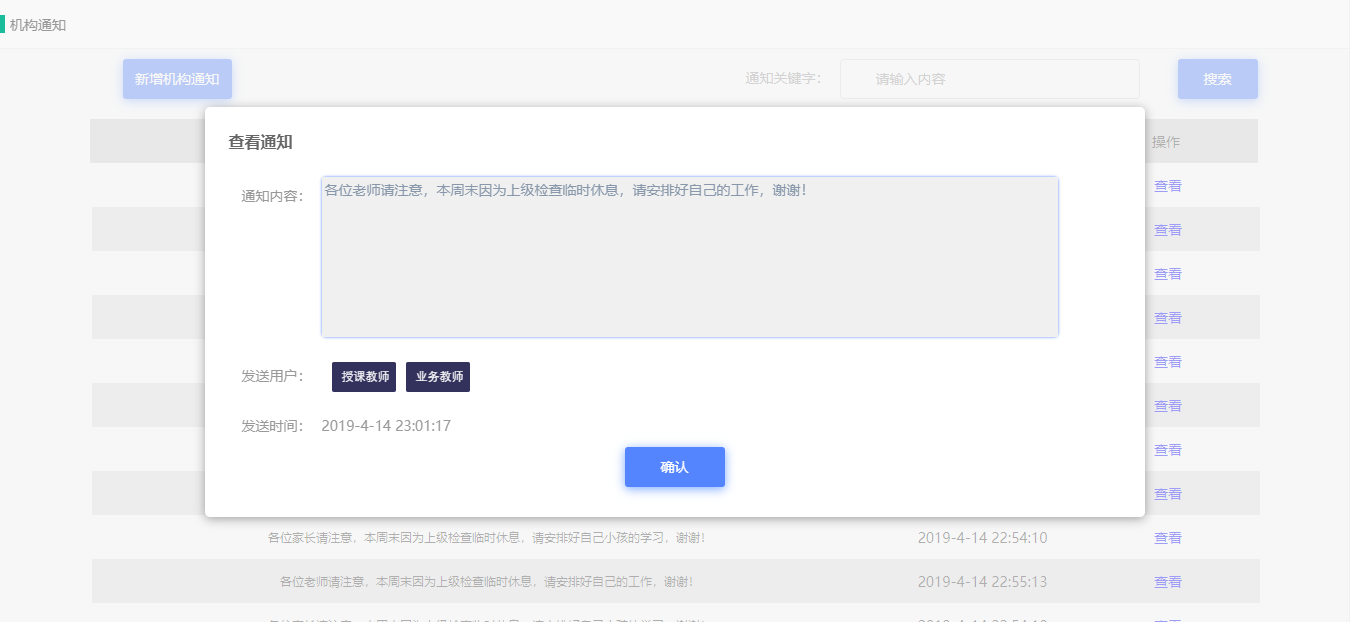 机构通知
新增机构通知
通知关键字：
请输入内容
搜索
操作
查看通知
通知内容：
各位老师请注意，本周末因为上级检查临时休息，请安排好自己的工作，谢谢！
查看
查看
查看
查看
查看
发送用户：
授课教师
业务教师
查看
发送时间：
2019-4-14 23:01:17
查看
确认
查看
各位家长请注意，本周末因为上级检查临时休息，请安排好自己小孩的学习，谢谢！
2019-4-14 22:54:10
查看
各位老师请注意，本周末因为上级检查临时休息，请安排好自己的工作，谢谢！
2019-4-14 22:55:13
查看